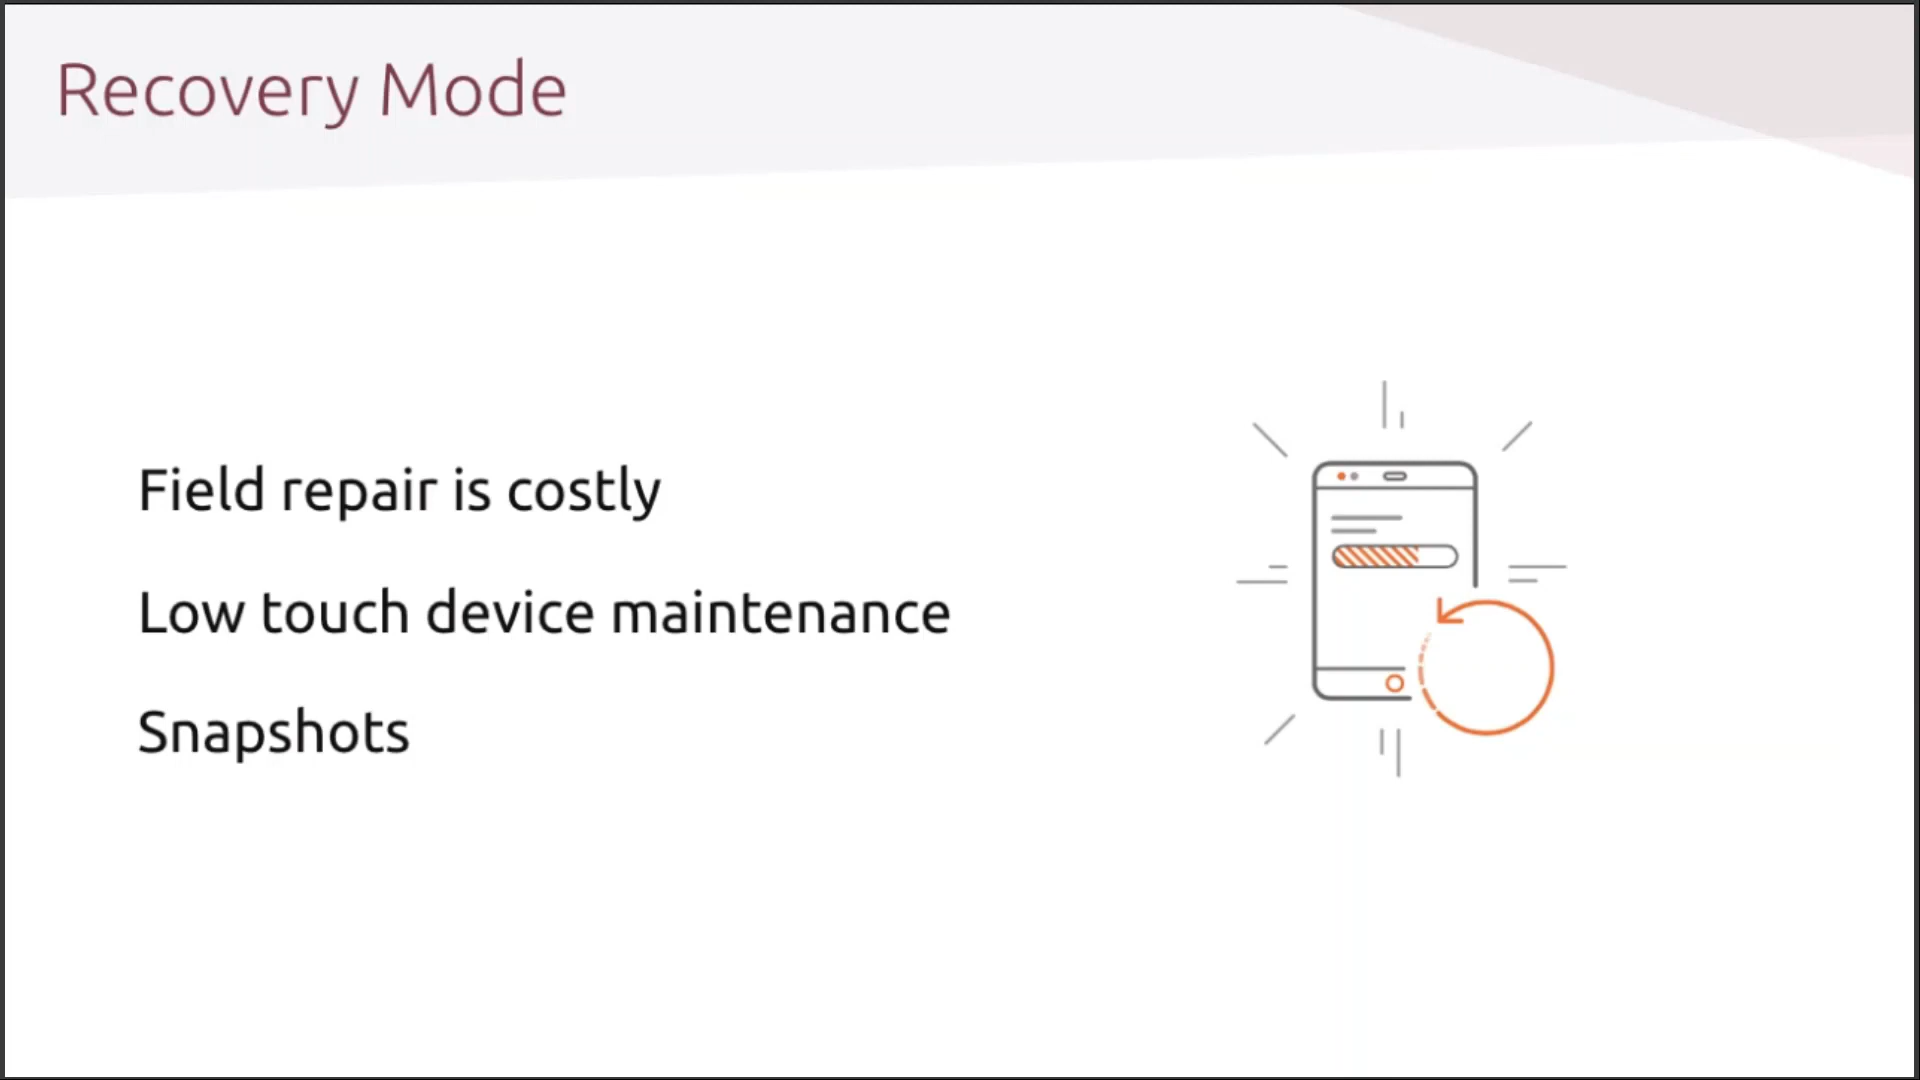 Recovery Mode
Field repair is costly
Low touch device maintenance
Snapshots